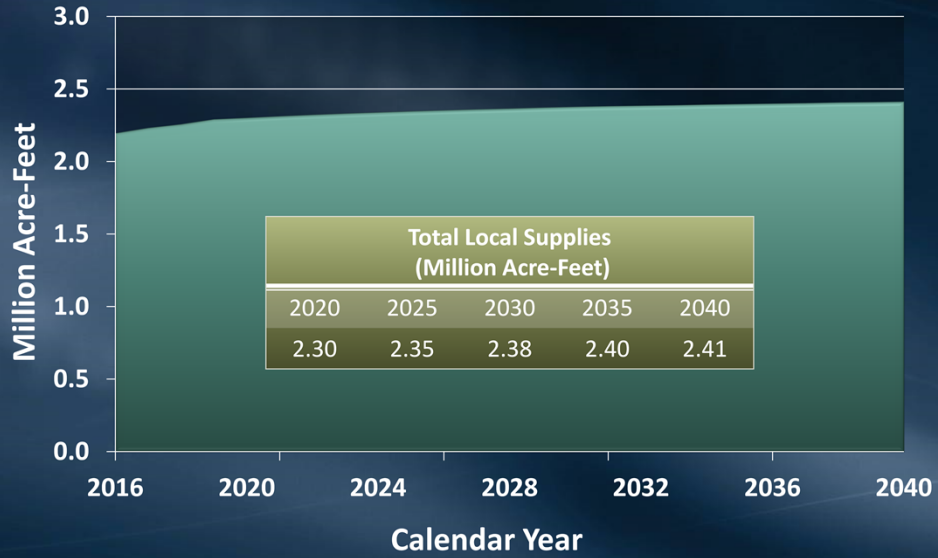 3.0
2.5
2.0
1.5
1.0
0.5
0.0
Million Acre-Feet
Total Local Supplies
(Million Acre-Feet)
2020 2025 2030 2035 2040
2.30 2.35 2.38 2.40 2.41
2016 2020 2024 2028 2032 2036 2040
Calendar Year